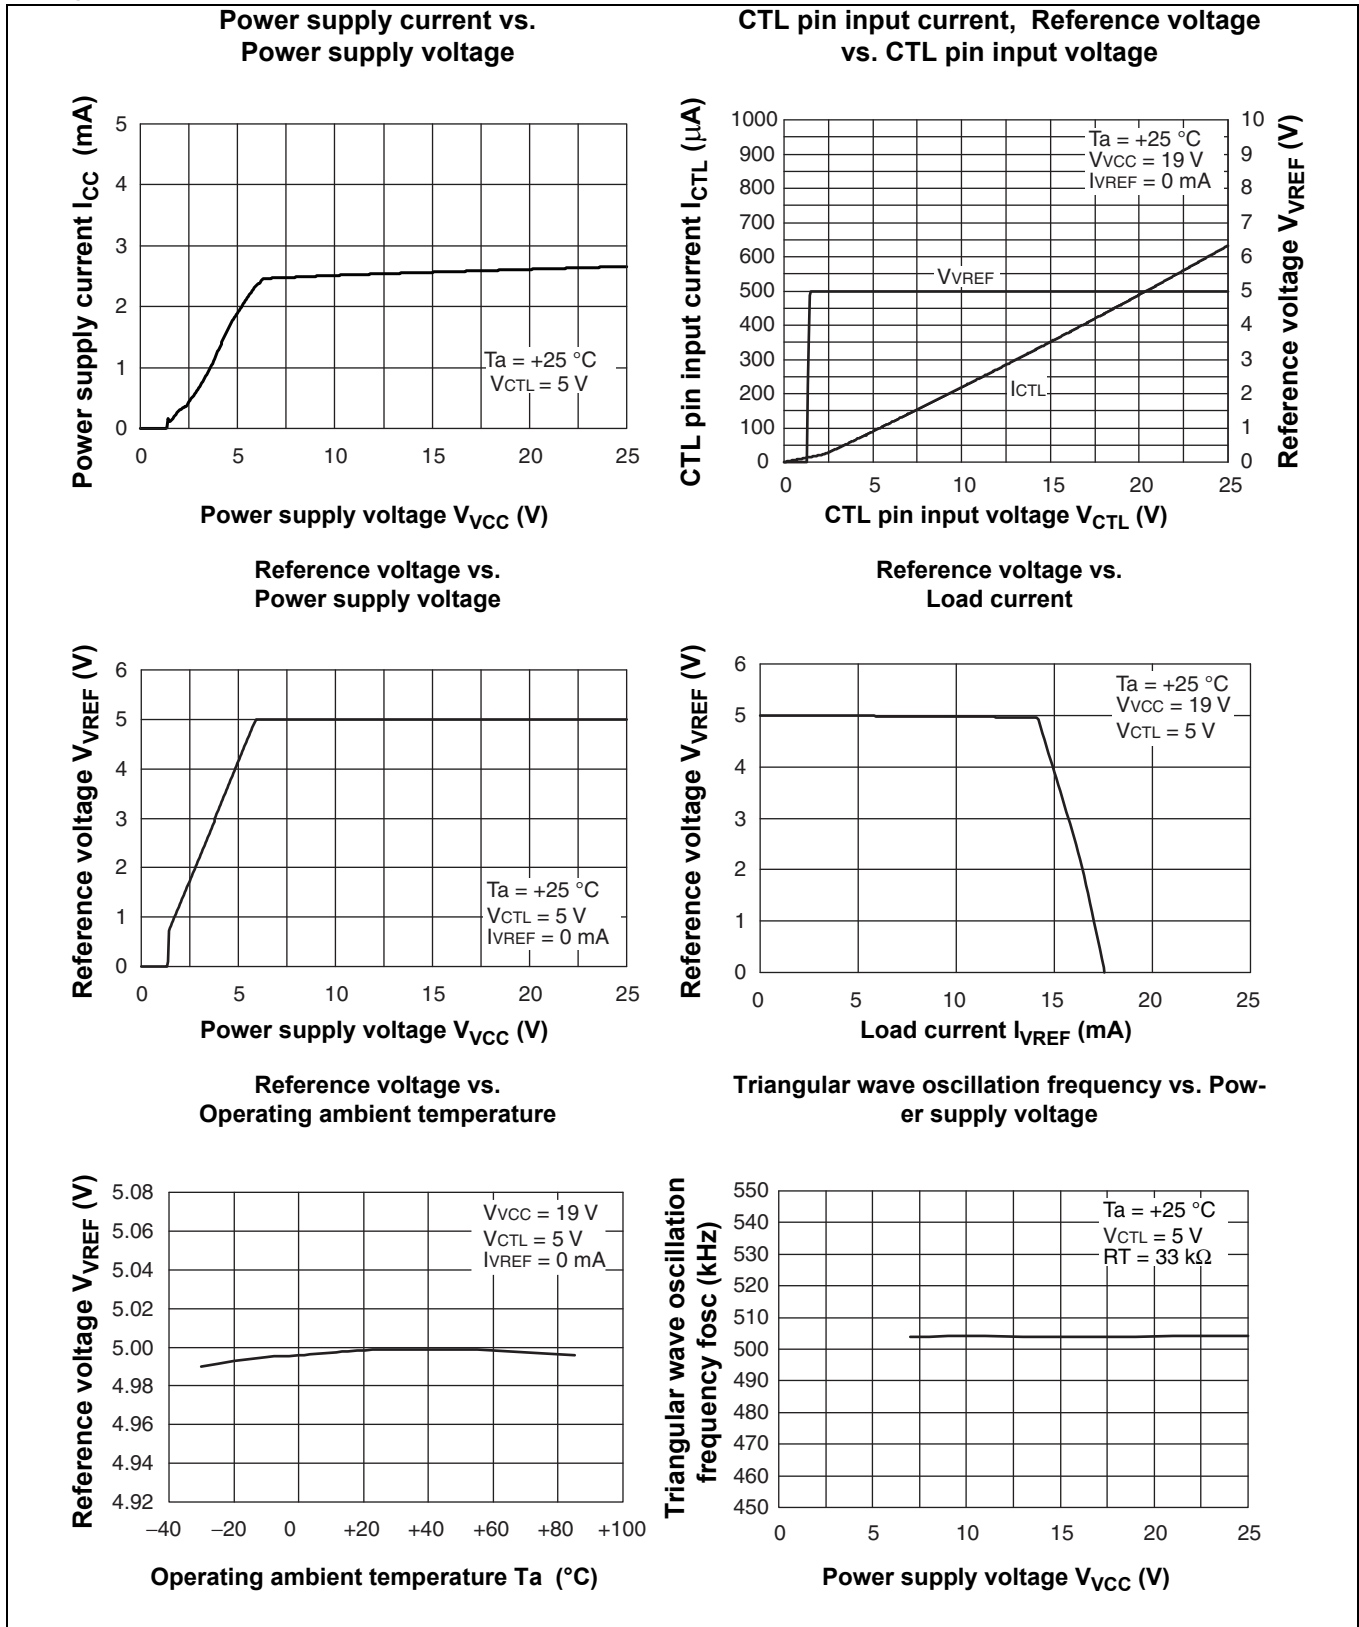 Power supply current vs.
Power supply voltage
Power supply current ICC (mA)
5
4
3
2
1
0
Ta = +25 °C
VCTL = 5 V
0 5 10 15 20 25
Power supply voltage VVCC (V)
CTL pin input current, Reference voltage
vs. CTL pin input voltage
CTL pin input current ICTL (μA)
1000
900
800
700
600
500
400
300
200
100
0
Ta = +25 °C
VVCC = 19 V
IVREF = 0 mA
VVREF
ICTL
10
9
8
7
6
5
4
3
2
1
0
Reference voltage VVREF (V)
0 5 10 15 20 25
CTL pin input voltage VCTL (V)
Reference voltage vs.
Power supply voltage
Reference voltage VVREF (V)
6
5
4
3
2
1
0
Ta = +25 °C
VCTL = 5 V
IVREF = 0 mA
0 5 10 15 20 25
Power supply voltage VVCC (V)
Reference voltage vs.
Load current
Reference voltage VVREF (V)
6
5
4
3
2
1
0
Ta = +25 °C
VVCC = 19 V
VCTL = 5 V
0 5 10 15 20 25
Load current IVREF (mA)
Reference voltage vs.
Operating ambient temperature
Reference voltage VVREF (V)
5.08
5.06
5.04
5.02
5.00
4.98
4.96
4.94
4.92
VVCC = 19 V
VCTL = 5 V
IVREF = 0 mA
−40 −20 0 +20 +40 +60 +80 +100
Operating ambient temperature Ta (°C)
Triangular wave oscillation frequency vs. Pow-
er supply voltage
Triangular wave oscillation
frequency fosc (kHz)
550
540
530
520
510
500
490
480
470
460
450
Ta = +25 °C
VCTL = 5 V
RT = 33 kΩ
0 5 10 15 20 25
Power supply voltage VVCC (V)